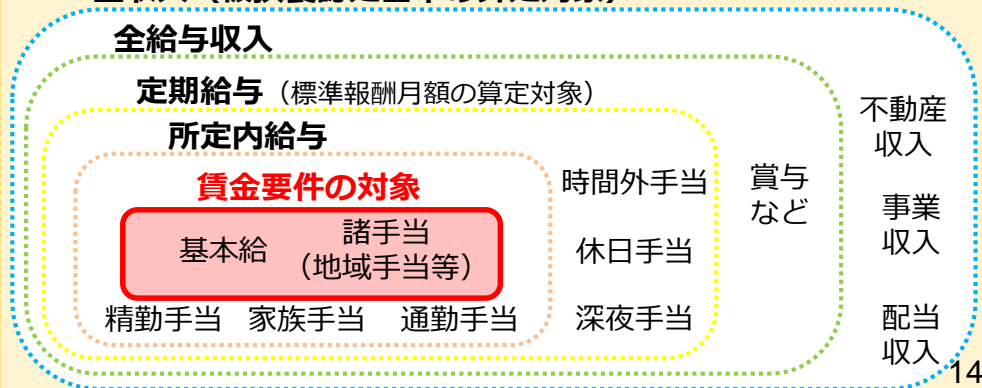 全給与収入
定期給与（標準報酬月額の算定対象）
所定内給与
賃金要件の対象
基本給
諸手当
（地域手当等）
精勤手当 家族手当 通勤手当
時間外手当
休日手当
深夜手当
賞与
など
不動産
収入
事業
収入
配当
収入
14